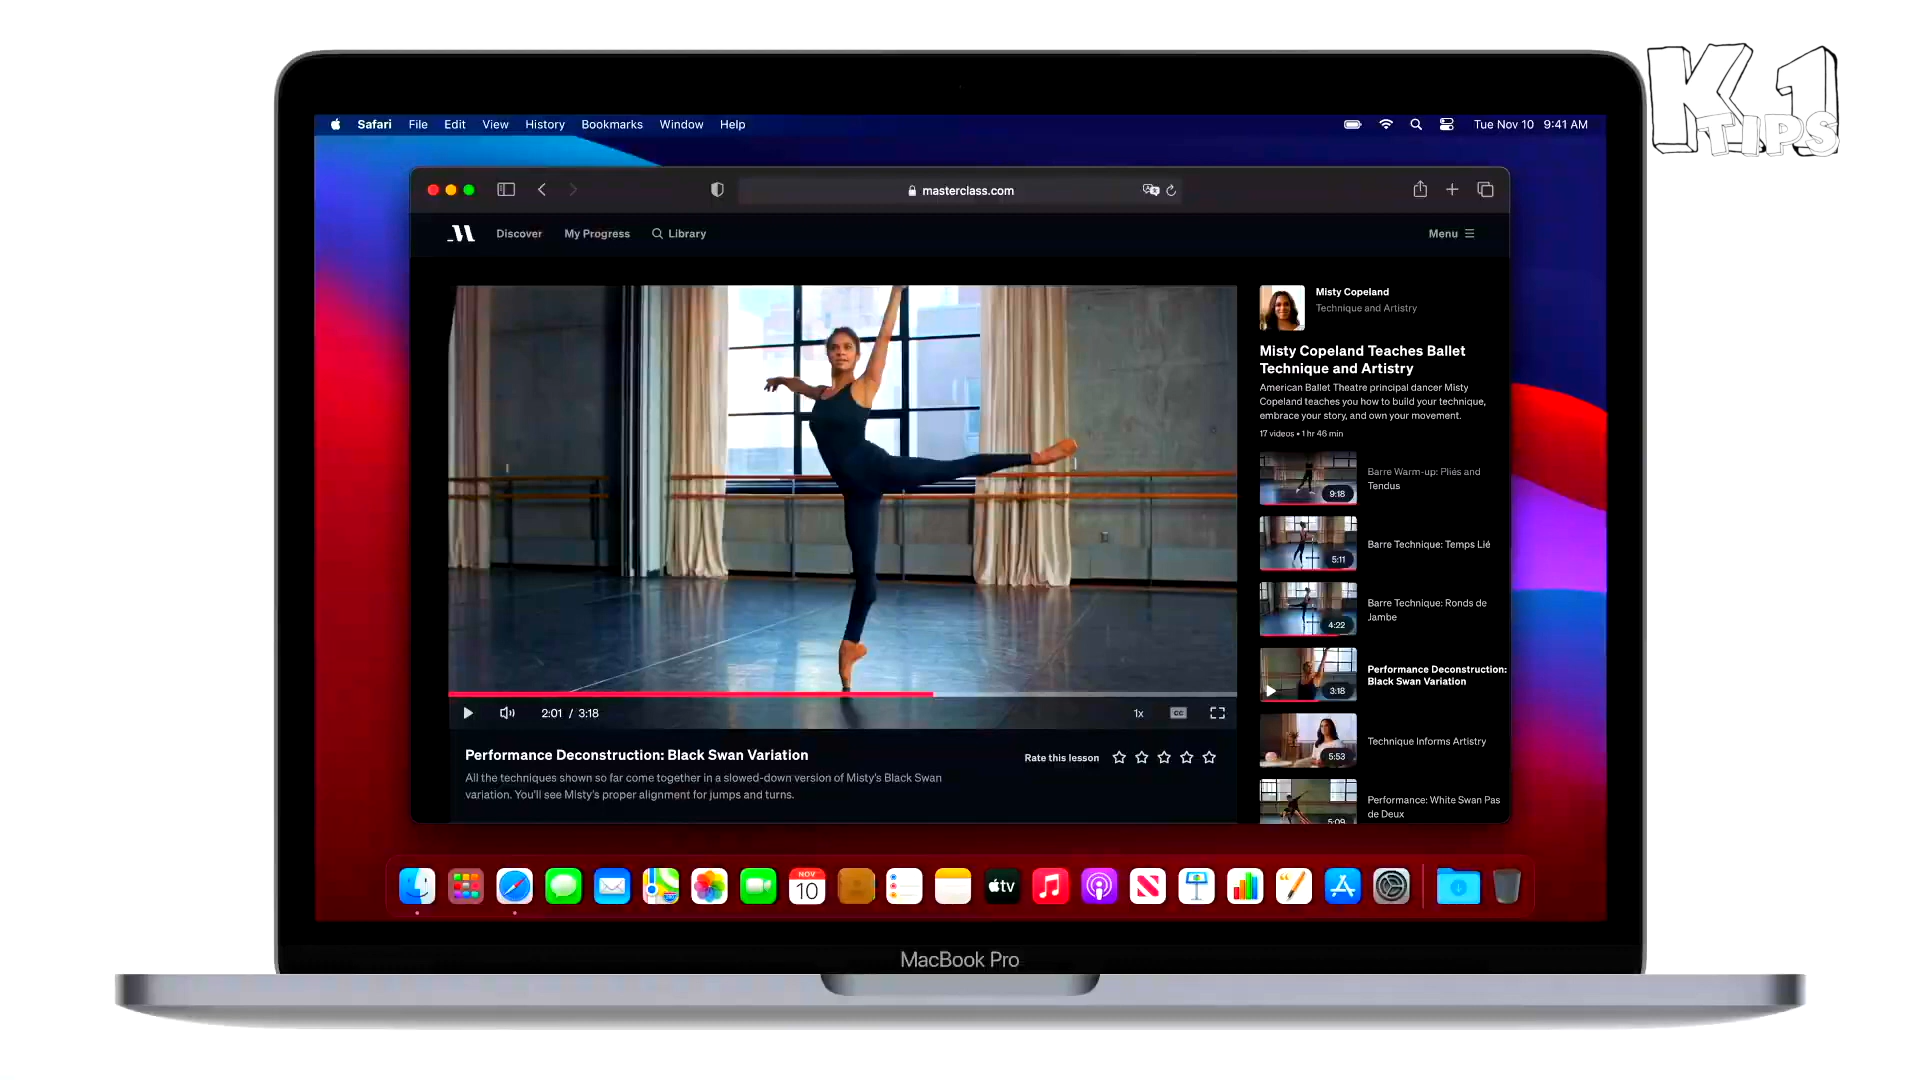 K1
TIPS
Safari File Edit View History Bookmarks Window Help
Tue Nov 10 9:41 AM
masterclass.com
Discover My Progress Library
Menu
Misty Copeland
Technique and Artistry
Misty Copeland Teaches Ballet
Technique and Artistry
American Ballet Theatre principal dancer Misty
Copeland teaches you how to build your technique,
embrace your story, and own your movement.
17 videos • 1 hr 46 min
9:18
Barre Warm-up: Pliés and
Tendus
5:11
Barre Technique: Temps Lié
4:22
Barre Technique: Ronds de
Jambe
3:18
Performance Deconstruction:
Black Swan Variation
5:53
Technique Informs Artistry
5:09
Performance: White Swan Pas
de Deux
2:01 / 3:18
1x
CC
Performance Deconstruction: Black Swan Variation
Rate this lesson
All the techniques shown so far come together in a slowed-down version of Misty's Black Swan
variation. You'll see Misty's proper alignment for jumps and turns.
NOV
10
tv
MacBook Pro